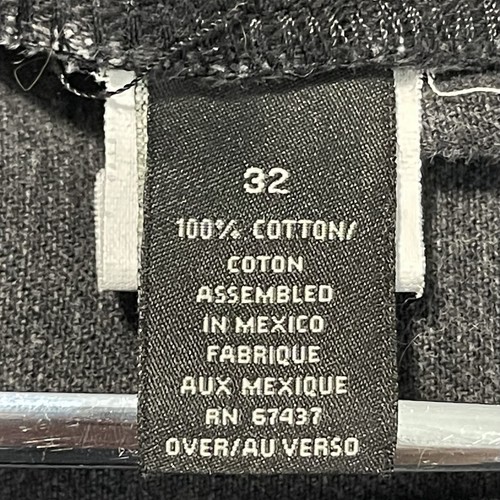 32
100% COTTON/
COTON
ASSEMBLED
IN MEXICO
FABRIQUE
AUX MEXIQUE
RN 67437
OVER/AU VERSO